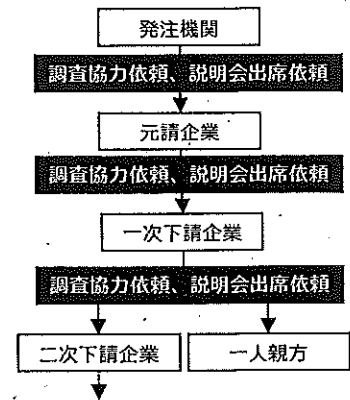 発注機関
調査協力依頼、説明会出席依頼
元請企業
調査協力依頼、説明会出席依頼
一次下請企業
調査協力依頼、説明会出席依頼
二次下請企業
一人親方